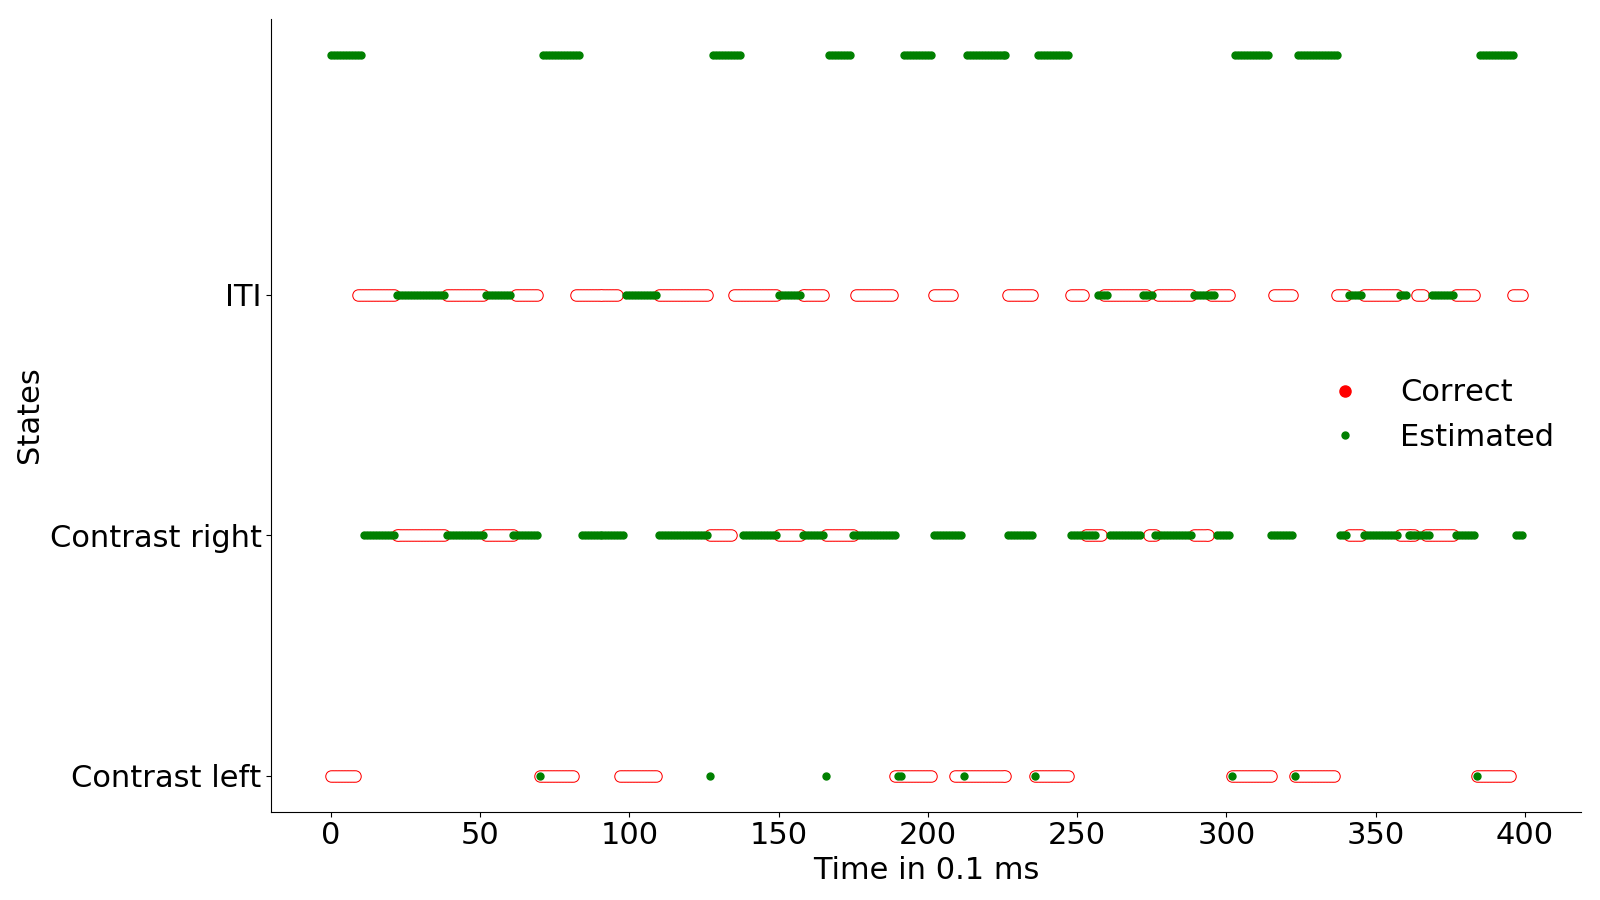 ITI
Contrast right
Contrast left
States
Correct
Estimated
0 50 100 150 200 250 300 350 400
Time in 0.1 ms